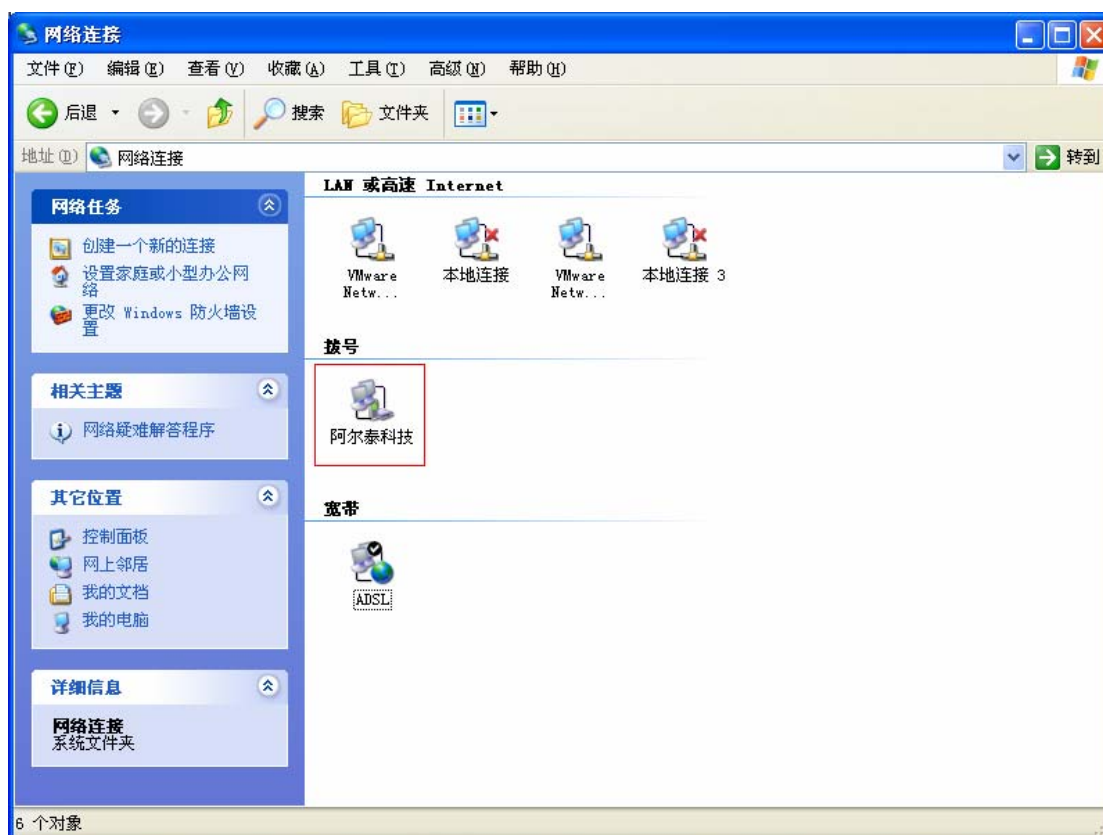 网络连接
文件(F) 编辑(E) 查看(V) 收藏(A) 工具(T) 高级(N) 帮助(H)
后退 搜索 文件夹
地址(D) 网络连接 转到
网络任务
创建一个新的连接
设置家庭或小型办公网
络
更改 Windows 防火墙设
置
相关主题
网络疑难解答程序
其它位置
控制面板
网上邻居
我的文档
我的电脑
详细信息
网络连接
系统文件夹
LAN 或高速 Internet
VMware
Netw...
本地连接
VMware
Netw...
本地连接 3
拨号
阿尔泰科技
宽带
ADSL
6 个对象